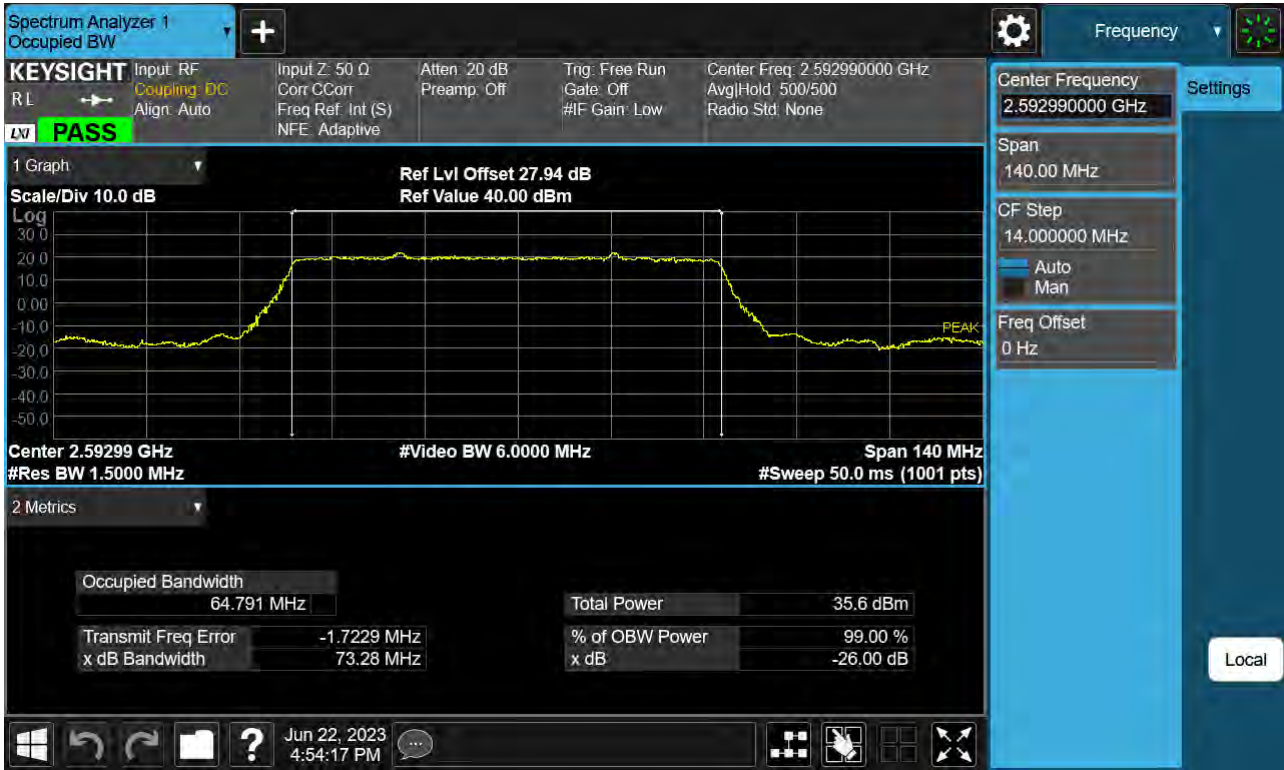 Spectrum Analyzer 1
Occupied BW
Frequency
KEYSIGHT
R L
LXI
PASS
Input: RF
Coupling: DC
Align: Auto
Input Z: 50 Ω
Corr CCorr
Freq Ref: Int (S)
NFE: Adaptive
Atten: 20 dB
Preamp: Off
Trig: Free Run
Gate: Off
#IF Gain: Low
Center Freq: 2.592990000 GHz
Avg|Hold: 500/500
Radio Std: None
Center Frequency
2.592990000 GHz
Settings
Span
140.00 MHz
CF Step
14.000000 MHz
Auto
Man
Freq Offset
0 Hz
Local
1 Graph
Scale/Div 10.0 dB
Ref Lvl Offset 27.94 dB
Ref Value 40.00 dBm
Log
30.0
20.0
10.0
0.00
-10.0
-20.0
-30.0
-40.0
-50.0
PEAK
Center 2.59299 GHz
#Video BW 6.0000 MHz
Span 140 MHz
#Res BW 1.5000 MHz
#Sweep 50.0 ms (1001 pts)
2 Metrics
Occupied Bandwidth
64.791 MHz
Total Power 35.6 dBm
Transmit Freq Error -1.7229 MHz
% of OBW Power 99.00 %
x dB Bandwidth 73.28 MHz
x dB -26.00 dB
?
Jun 22, 2023
4:54:17 PM